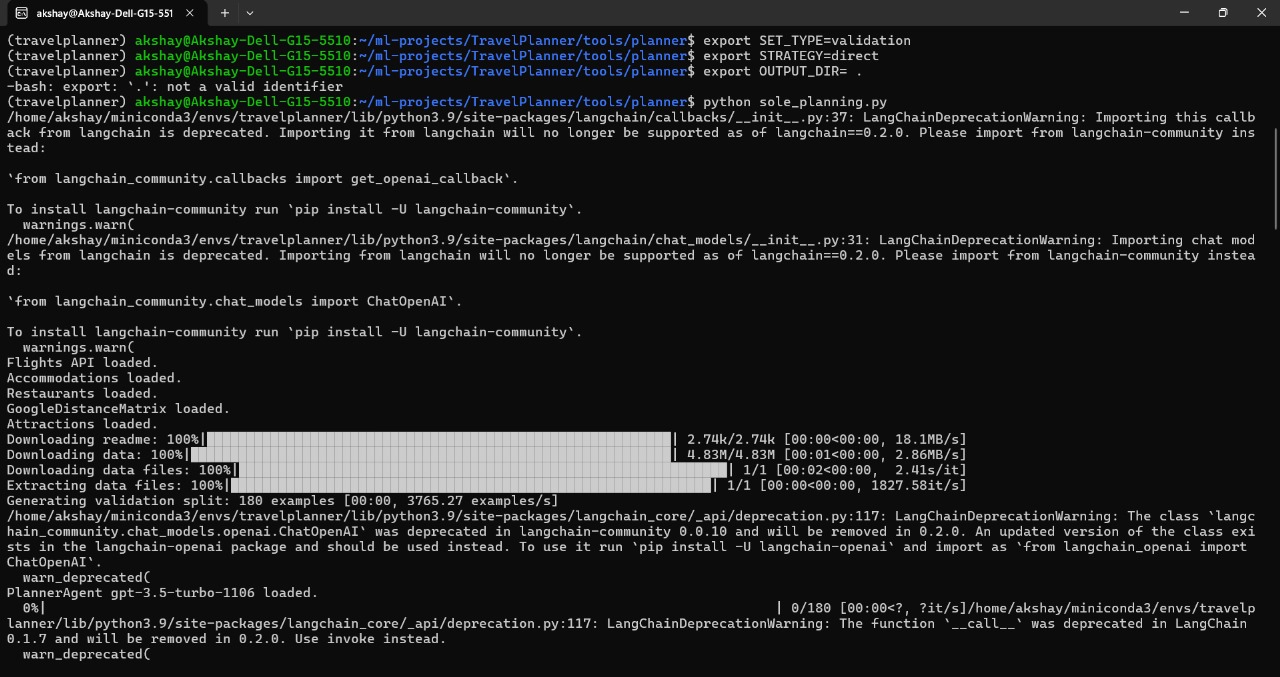 akshay@Akshay-Dell-G15-551
(travelplanner) akshay@Akshay-Dell-G15-5510:~/ml-projects/TravelPlanner/tools/planner$ export SET_TYPE=validation
(travelplanner) akshay@Akshay-Dell-G15-5510:~/ml-projects/TravelPlanner/tools/planner$ export STRATEGY=direct
(travelplanner) akshay@Akshay-Dell-G15-5510:~/ml-projects/TravelPlanner/tools/planner$ export OUTPUT_DIR= .
-bash: export: `.': not a valid identifier
(travelplanner) akshay@Akshay-Dell-G15-5510:~/ml-projects/TravelPlanner/tools/planner$ python sole_planning.py
/home/akshay/miniconda3/envs/travelplanner/lib/python3.9/site-packages/langchain/callbacks/__init__.py:37: LangChainDeprecationWarning: Importing this callb
ack from langchain is deprecated. Importing it from langchain will no longer be supported as of langchain==0.2.0. Please import from langchain-community ins
tead:
`from langchain_community.callbacks import get_openai_callback`.
To install langchain-community run `pip install -U langchain-community`.
  warnings.warn(
/home/akshay/miniconda3/envs/travelplanner/lib/python3.9/site-packages/langchain/chat_models/__init__.py:31: LangChainDeprecationWarning: Importing chat mod
els from langchain is deprecated. Importing from langchain will no longer be supported as of langchain==0.2.0. Please import from langchain-community instea
d:
`from langchain_community.chat_models import ChatOpenAI`.
To install langchain-community run `pip install -U langchain-community`.
  warnings.warn(
Flights API loaded.
Accommodations loaded.
Restaurants loaded.
GoogleDistanceMatrix loaded.
Attractions loaded.
Downloading readme: 100%| | 2.74k/2.74k [00:00<00:00, 18.1MB/s]
Downloading data: 100%| | 4.83M/4.83M [00:01<00:00, 2.86MB/s]
Downloading data files: 100%| | 1/1 [00:02<00:00,  2.41s/it]
Extracting data files: 100%| | 1/1 [00:00<00:00, 1827.58it/s]
Generating validation split: 180 examples [00:00, 3765.27 examples/s]
/home/akshay/miniconda3/envs/travelplanner/lib/python3.9/site-packages/langchain_core/_api/deprecation.py:117: LangChainDeprecationWarning: The class `langc
hain_community.chat_models.openai.ChatOpenAI` was deprecated in langchain-community 0.0.10 and will be removed in 0.2.0. An updated version of the class exi
sts in the langchain-openai package and should be used instead. To use it run `pip install -U langchain-openai` and import as `from langchain_openai import
ChatOpenAI`.
  warn_deprecated(
PlannerAgent gpt-3.5-turbo-1106 loaded.
  0%| | 0/180 [00:00<?, ?it/s]/home/akshay/miniconda3/envs/travelp
lanner/lib/python3.9/site-packages/langchain_core/_api/deprecation.py:117: LangChainDeprecationWarning: The function `__call__` was deprecated in LangChain
0.1.7 and will be removed in 0.2.0. Use invoke instead.
  warn_deprecated(